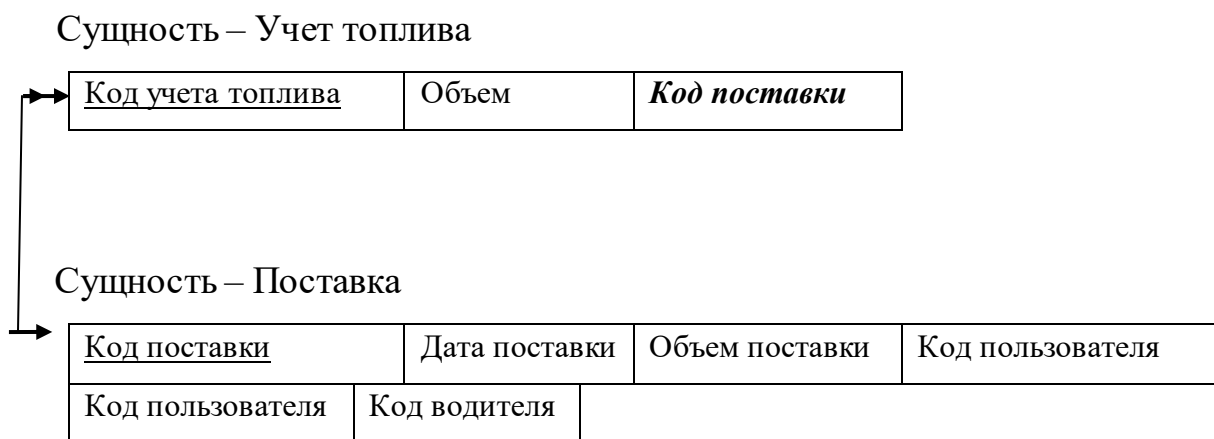 Сущность – Учет топлива
Код учета топлива Объем Код поставки
Сущность – Поставка
Код поставки Дата поставки Объем поставки Код пользователя
Код пользователя Код водителя